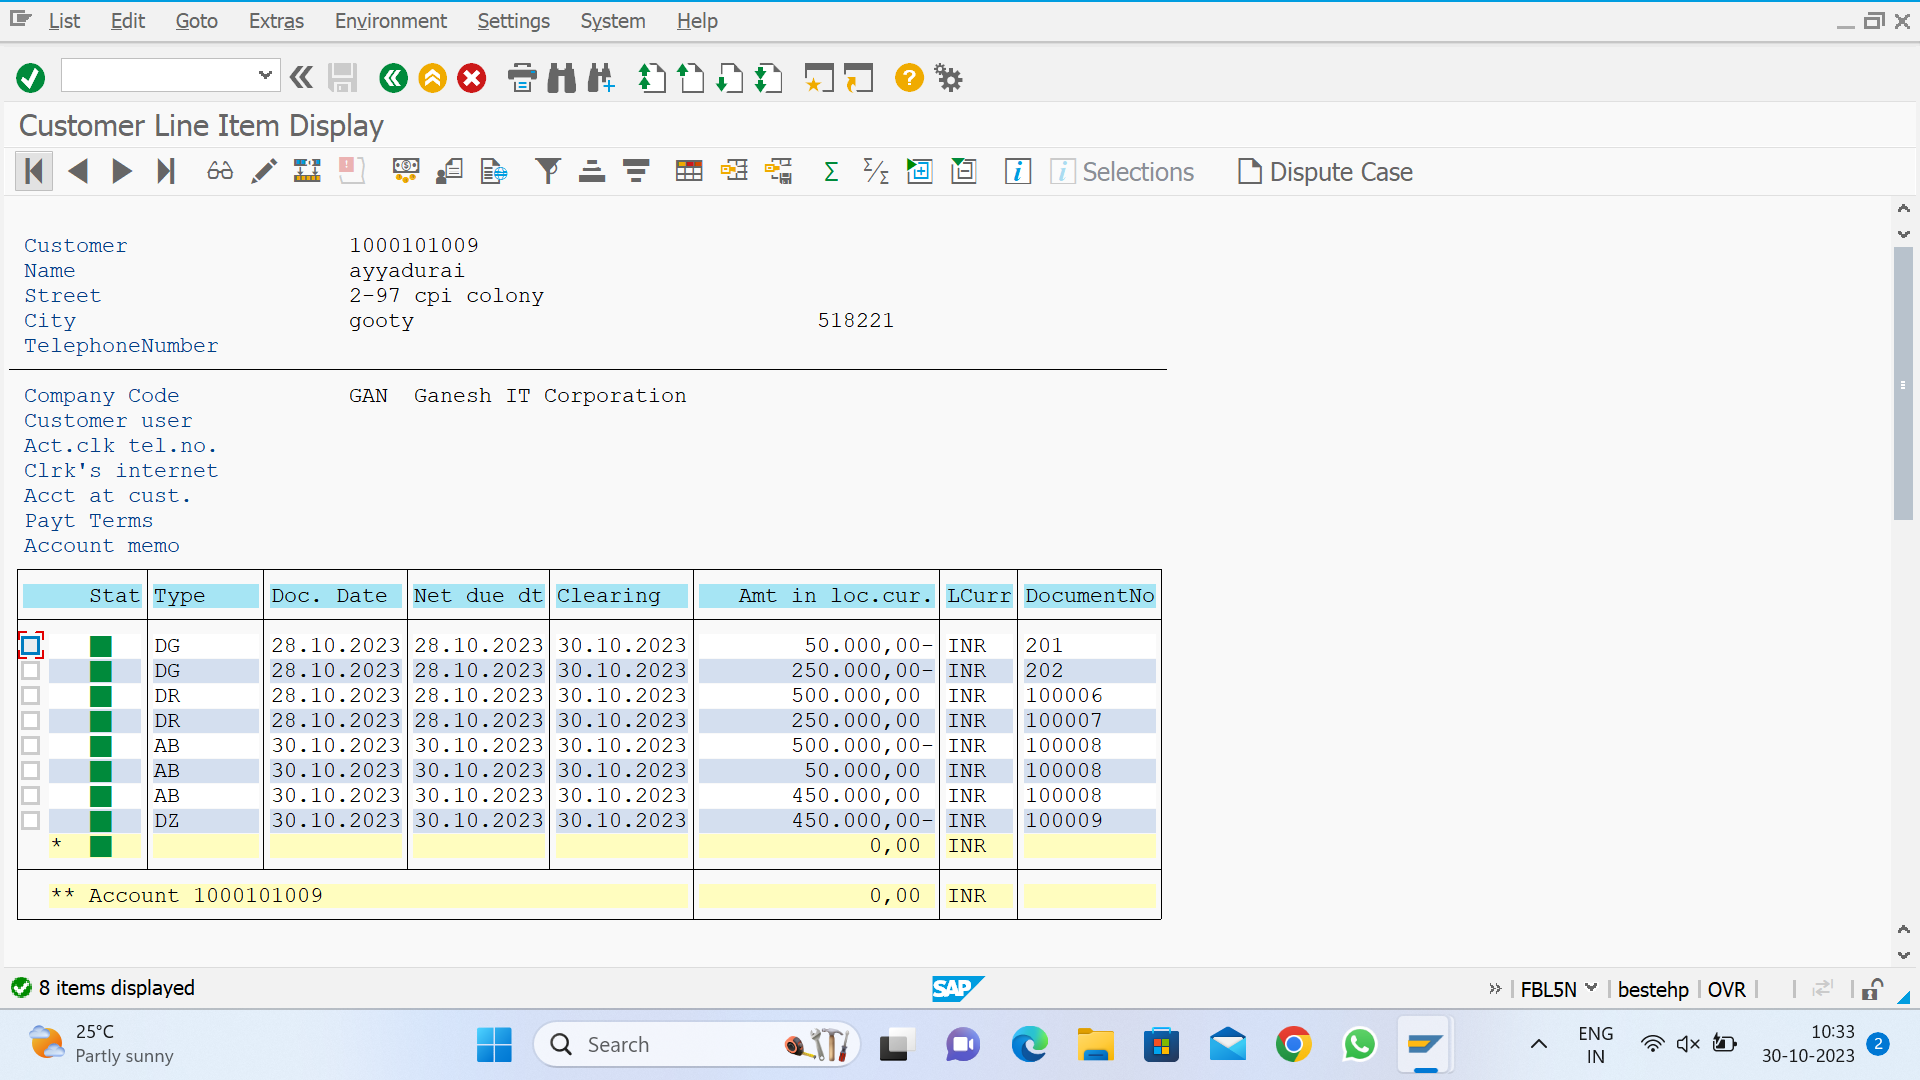 List Edit Goto Extras Environment Settings System Help
Customer Line Item Display
Selections Dispute Case
Customer 1000101009
Name ayyadurai
Street 2-97 cpi colony
City gooty 518221
TelephoneNumber
Company Code GAN Ganesh IT Corporation
Customer user
Act.clk tel.no.
Clrk's internet
Acct at cust.
Payt Terms
Account memo
Stat Type Doc. Date Net due dt Clearing Amt in loc.cur. LCurr DocumentNo
DG 28.10.2023 28.10.2023 30.10.2023 50.000,00- INR 201
DG 28.10.2023 28.10.2023 30.10.2023 250.000,00- INR 202
DR 28.10.2023 28.10.2023 30.10.2023 500.000,00 INR 100006
DR 28.10.2023 28.10.2023 30.10.2023 250.000,00 INR 100007
AB 30.10.2023 30.10.2023 30.10.2023 500.000,00- INR 100008
AB 30.10.2023 30.10.2023 30.10.2023 50.000,00 INR 100008
AB 30.10.2023 30.10.2023 30.10.2023 450.000,00 INR 100008
DZ 30.10.2023 30.10.2023 30.10.2023 450.000,00- INR 100009
* 0,00 INR
** Account 1000101009 0,00 INR
8 items displayed SAP FBL5N bestehp OVR
25°C
Partly sunny
Search
ENG
IN
10:33
30-10-2023
2